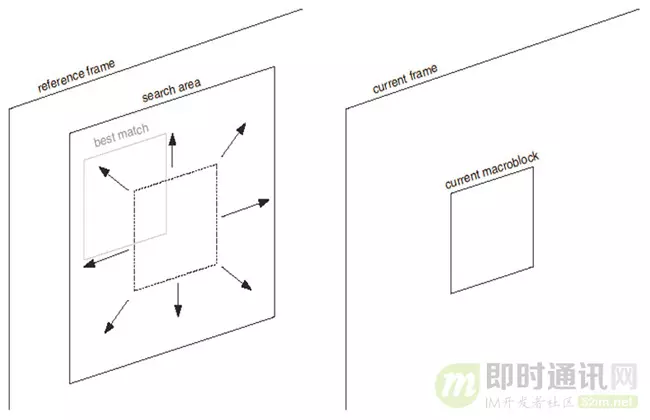 reference frame
search area
best match
current frame
current macroblock
即时通讯网
IM开发者社区 52im.net